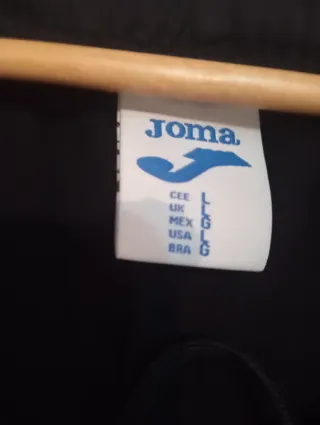 Joma
CEE L
UK L
MEX G
USA L
BRA G